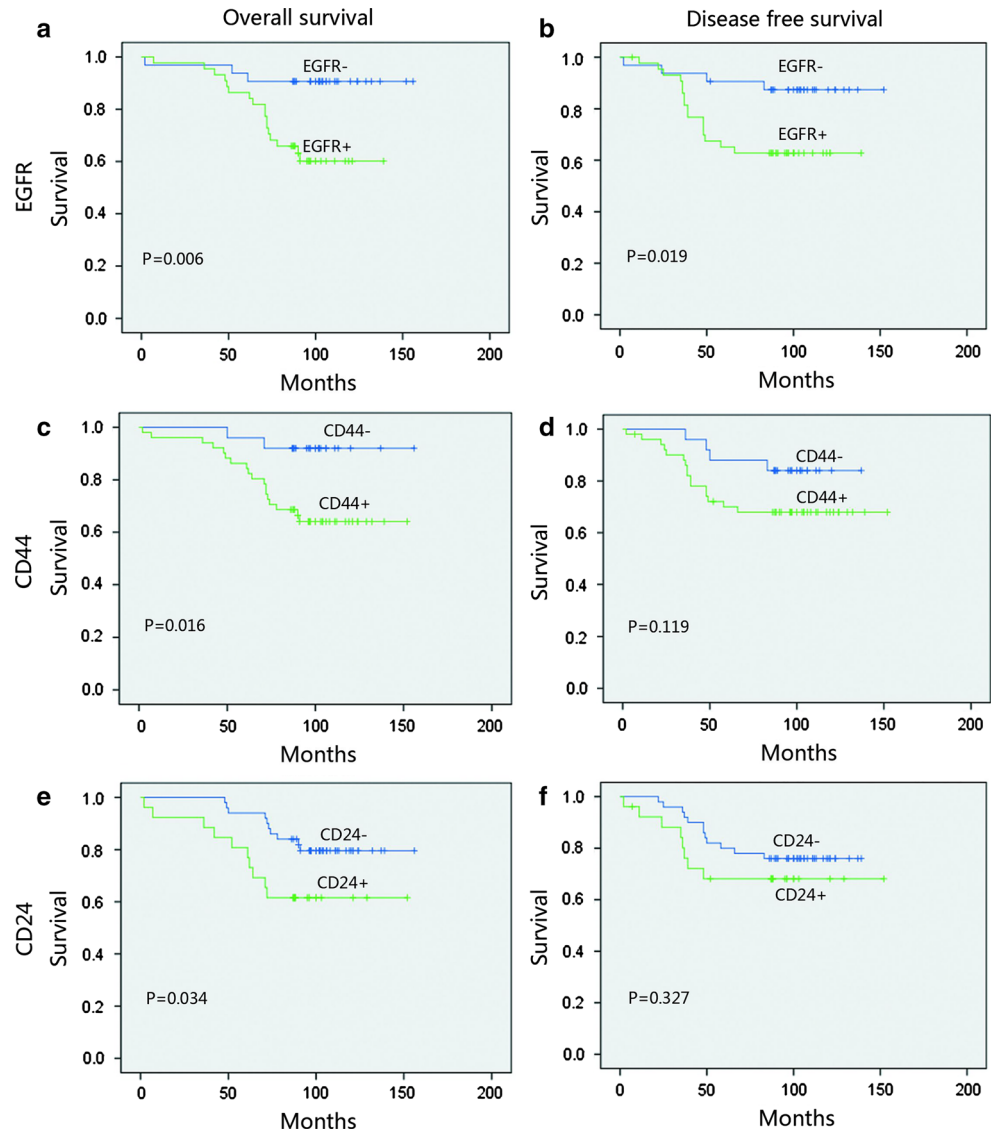 Overall survival
Disease free survival
a
EGFR
Survival
1.0
0.8
0.6
0.4
0.2
0.0
EGFR-
EGFR+
P=0.006
0 50 100 150 200
Months
b
Survival
1.0
0.8
0.6
0.4
0.2
0.0
EGFR-
EGFR+
P=0.019
0 50 100 150 200
Months
c
CD44
Survival
1.0
0.8
0.6
0.4
0.2
0.0
CD44-
CD44+
P=0.016
0 50 100 150 200
Months
d
Survival
1.0
0.8
0.6
0.4
0.2
0.0
CD44-
CD44+
P=0.119
0 50 100 150 200
Months
e
CD24
Survival
1.0
0.8
0.6
0.4
0.2
0.0
CD24-
CD24+
P=0.034
0 50 100 150 200
Months
f
Survival
1.0
0.8
0.6
0.4
0.2
0.0
CD24-
CD24+
P=0.327
0 50 100 150 200
Months